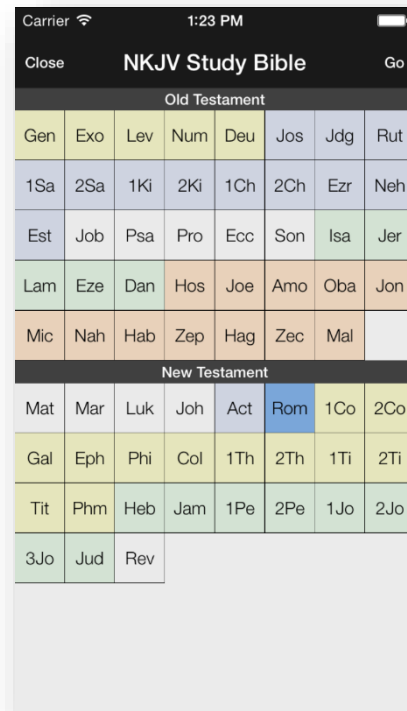 Carrier 1:23 PM
Close NKJV Study Bible Go
Old Testament
Gen Exo Lev Num Deu Jos Jdg Rut
1Sa 2Sa 1Ki 2Ki 1Ch 2Ch Ezr Neh
Est Job Psa Pro Ecc Son Isa Jer
Lam Eze Dan Hos Joe Amo Oba Jon
Mic Nah Hab Zep Hag Zec Mal
New Testament
Mat Mar Luk Joh Act Rom 1Co 2Co
Gal Eph Phi Col 1Th 2Th 1Ti 2Ti
Tit Phm Heb Jam 1Pe 2Pe 1Jo 2Jo
3Jo Jud Rev